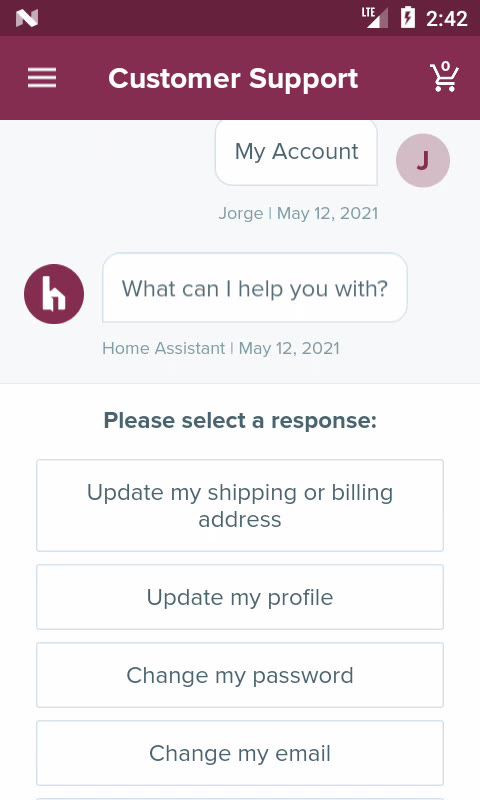 LTE 2:42
Customer Support
0
My Account
J
Jorge | May 12, 2021
h
What can I help you with?
Home Assistant | May 12, 2021
Please select a response:
Update my shipping or billing
address
Update my profile
Change my password
Change my email